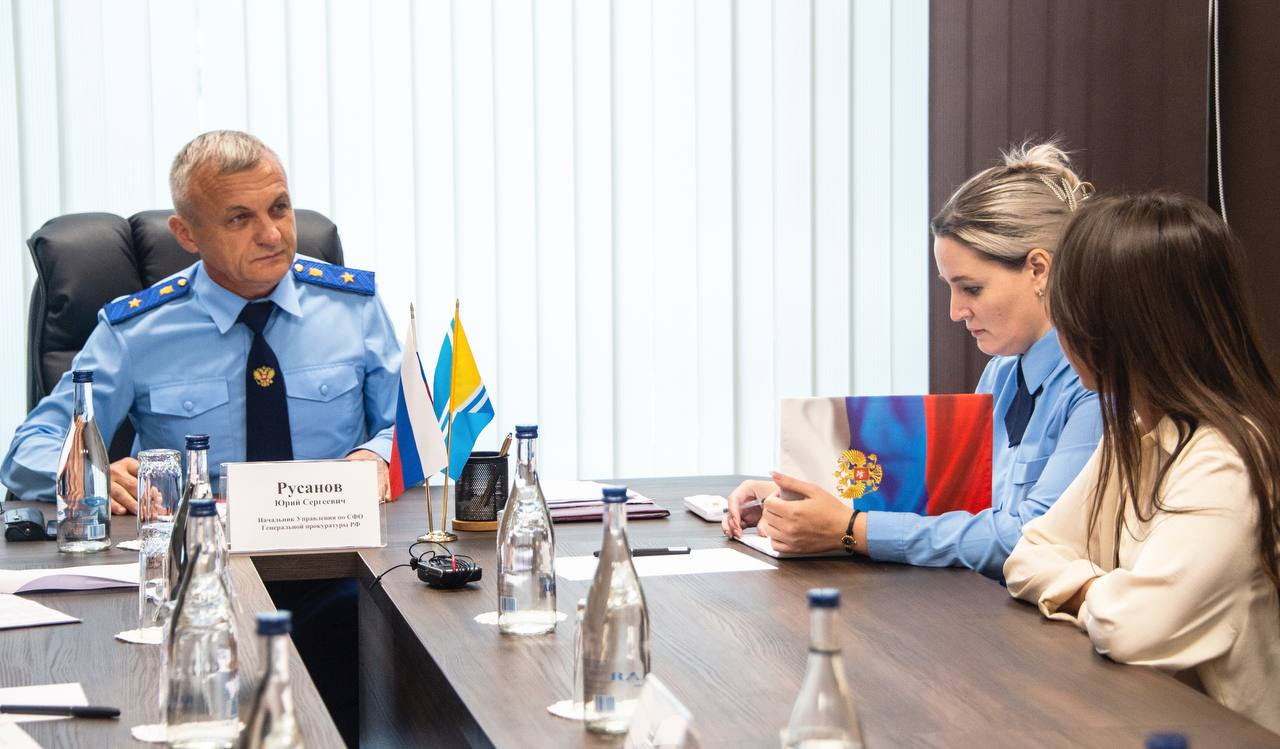 Русанов
Юрий Сергеевич
Начальник Управления по СФО
Генеральной прокуратуры РФ